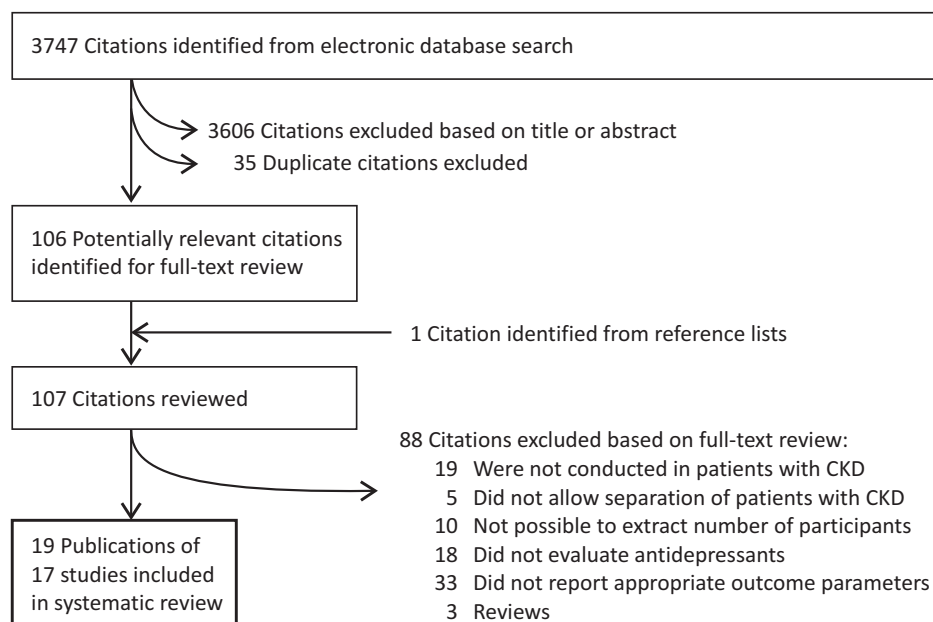 3747 Citations identified from electronic database search
3606 Citations excluded based on title or abstract
35 Duplicate citations excluded
106 Potentially relevant citations
identified for full-text review
1 Citation identified from reference lists
107 Citations reviewed
88 Citations excluded based on full-text review:
19 Were not conducted in patients with CKD
5 Did not allow separation of patients with CKD
10 Not possible to extract number of participants
18 Did not evaluate antidepressants
33 Did not report appropriate outcome parameters
3 Reviews
19 Publications of
17 studies included
in systematic review